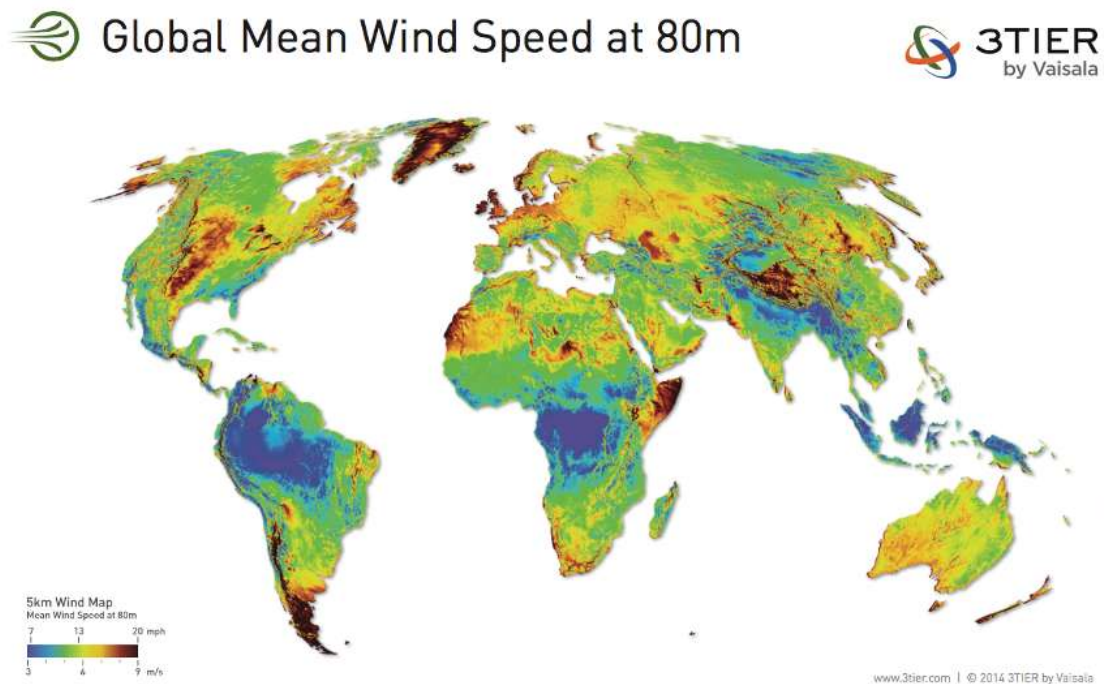 Global Mean Wind Speed at 80m
3TIER
by Vaisala
5km Wind Map
Mean Wind Speed at 80m
7 13 20 mph
3 6 9 m/s
www.3tier.com | © 2014 3TIER by Vaisala